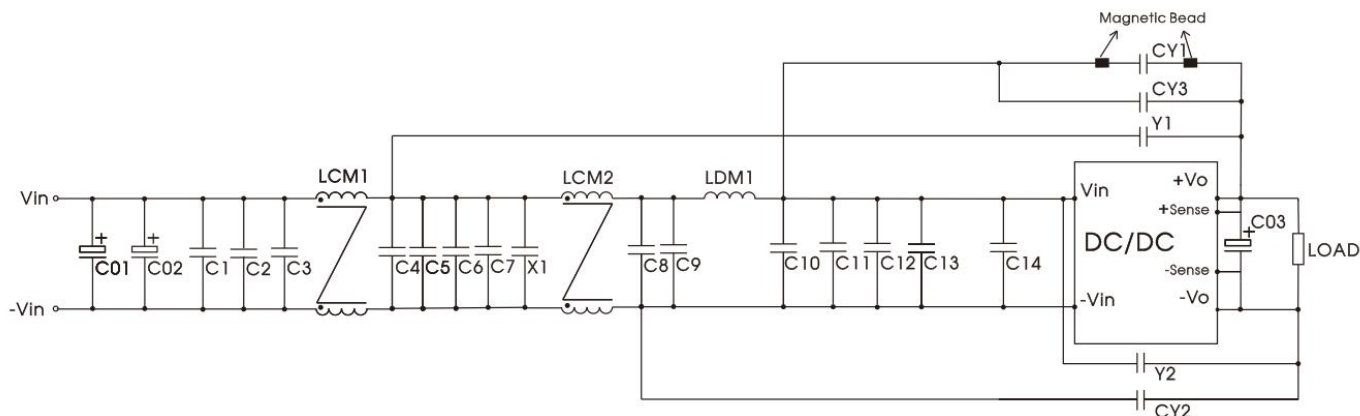 Magnetic Bead
CY1
CY3
Y1
LCM1
LCM2
LDM1
Vin
Vin
+Vo
+Sense
+
C03
+
C01
+
C02
C1
C2
C3
C4
C5
C6
C7
X1
C8
C9
C10
C11
C12
C13
C14
DC/DC
LOAD
-Sense
-Vin
-Vin
-Vo
Y2
CY2